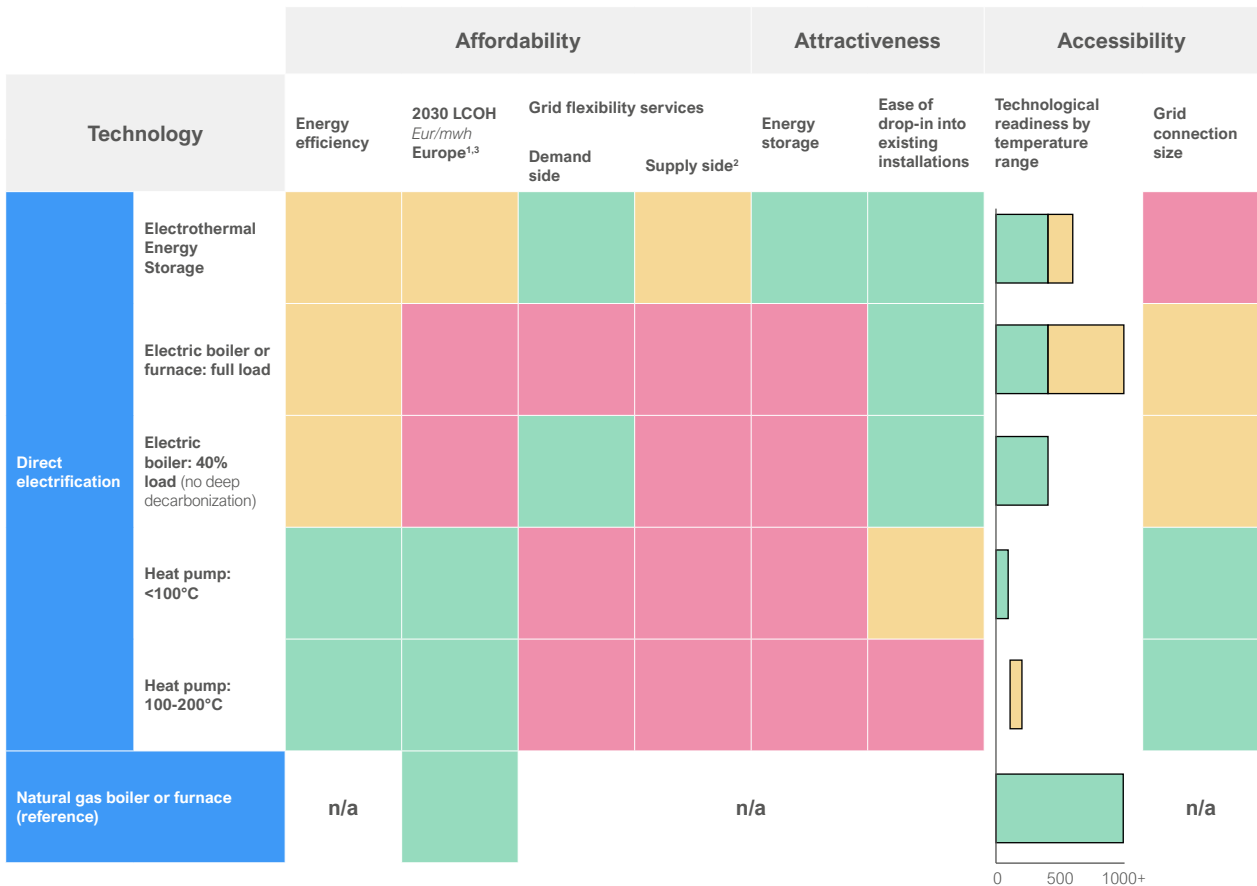 Affordability
Attractiveness
Accessibility
Technology
Energy
efficiency
2030 LCOH
Eur/mwh
Europe¹,³
Grid flexibility services
Demand
side
Supply side²
Energy
storage
Ease of
drop-in into
existing
installations
Technological
readiness by
temperature
range
Grid
connection
size
Direct
electrification
Electrothermal
Energy
Storage
Electric boiler or
furnace: full load
Electric
boiler: 40%
load (no deep
decarbonization)
Heat pump:
<100°C
Heat pump:
100-200°C
Natural gas boiler or furnace
(reference)
n/a
n/a
n/a
0 500 1000+